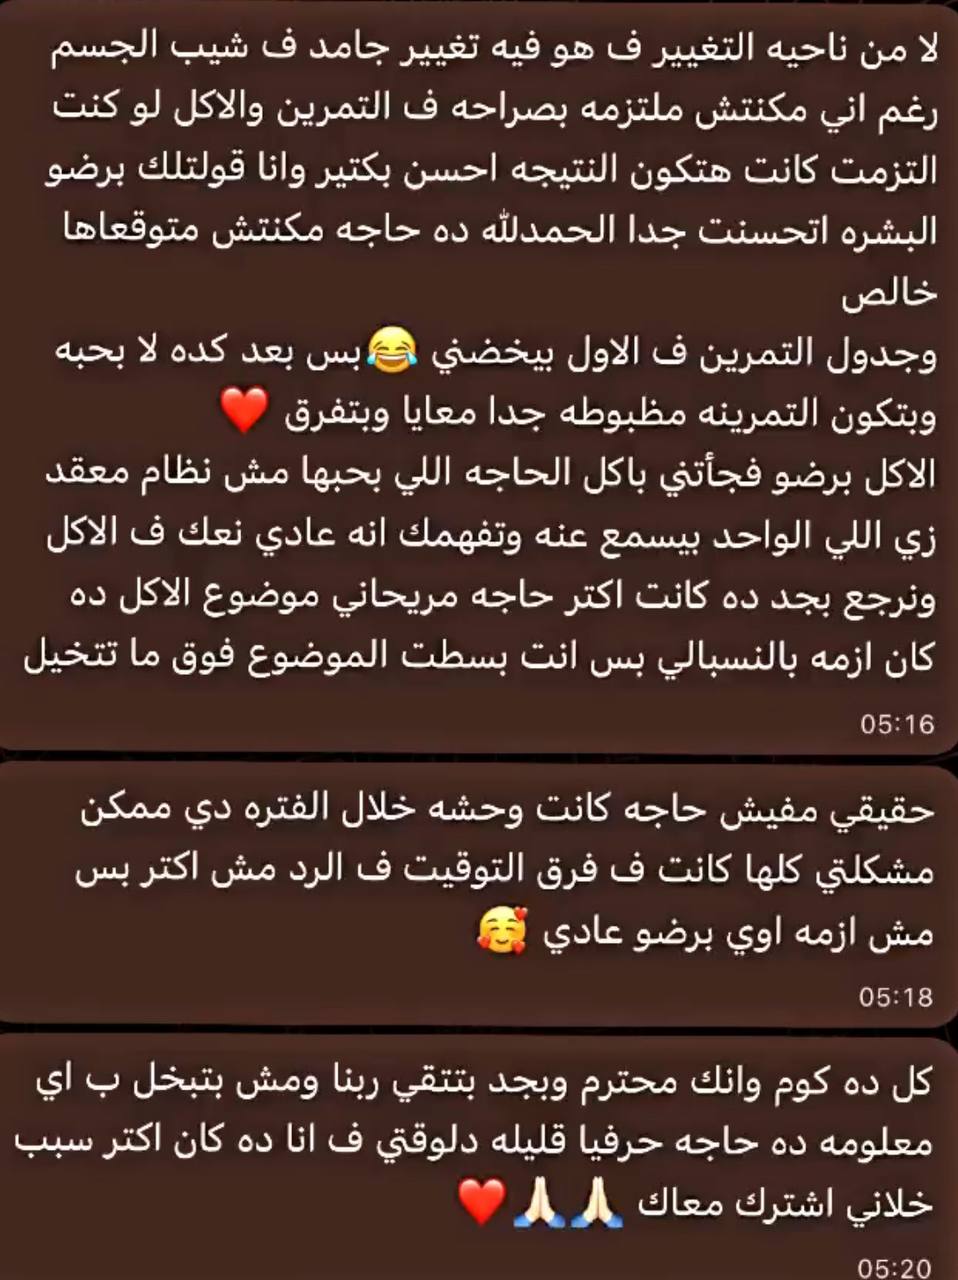 لا من ناحيه التغيير ف هو فيه تغيير جامد ف شيب الجسم
رغم اني مكنتش ملتزمه بصراحه ف التمرين والاكل لو كنت
التزمت كانت هتكون النتيجه احسن بكتير وانا قولتلك برضو
البشره اتحسنت جدا الحمدلله ده حاجه مكنتش متوقعاها
خالص
وجدول التمرين ف الاول بيخضني 😂بس بعد كده لا بحبه
وبتكون التمرينه مظبوطه جدا معايا وبتفرق ❤️
الاكل برضو فجأتني باكل الحاجه اللي بحبها مش نظام معقد
زي اللي الواحد بيسمع عنه وتفهمك انه عادي نعك ف الاكل
ونرجع بجد ده كانت اكتر حاجه مريحاني موضوع الاكل ده
كان ازمه بالنسبالي بس انت بسطت الموضوع فوق ما تتخيل
05:16
حقيقي مفيش حاجه كانت وحشه خلال الفتره دي ممكن
مشكلتي كلها كانت ف فرق التوقيت ف الرد مش اكتر بس
مش ازمه اوي برضو عادي 🥰
05:18
كل ده كوم وانك محترم وبجد بتتقي ربنا ومش بتبخل ب اي
معلومه ده حاجه حرفيا قليله دلوقتي ف انا ده كان اكتر سبب
خلاني اشترك معاك 🙏🏻🙏🏻❤️
05:20